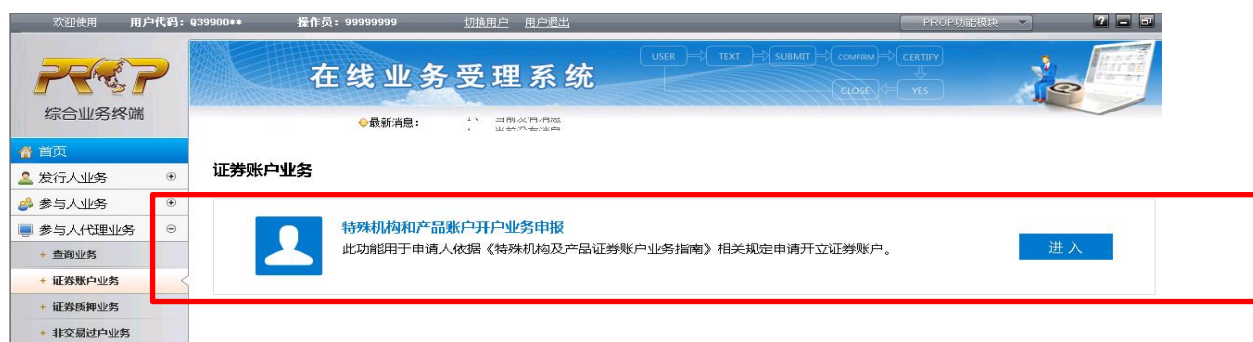 欢迎使用 用户代码：Q39900** 操作员：99999999 切换用户 用户退出 PROP功能模块
PROP
综合业务终端
在线业务受理系统
USER TEXT SUBMIT COMFIRM CERTIFY
CLOSE YES
最新消息：
首页
发行人业务
参与人业务
参与人代理业务
+ 查询业务
+ 证券账户业务
+ 证券质押业务
+ 非交易过户业务
证券账户业务
特殊机构和产品账户开户业务申报
此功能用于申请人依据《特殊机构及产品证券账户业务指南》相关规定申请开立证券账户。
进入